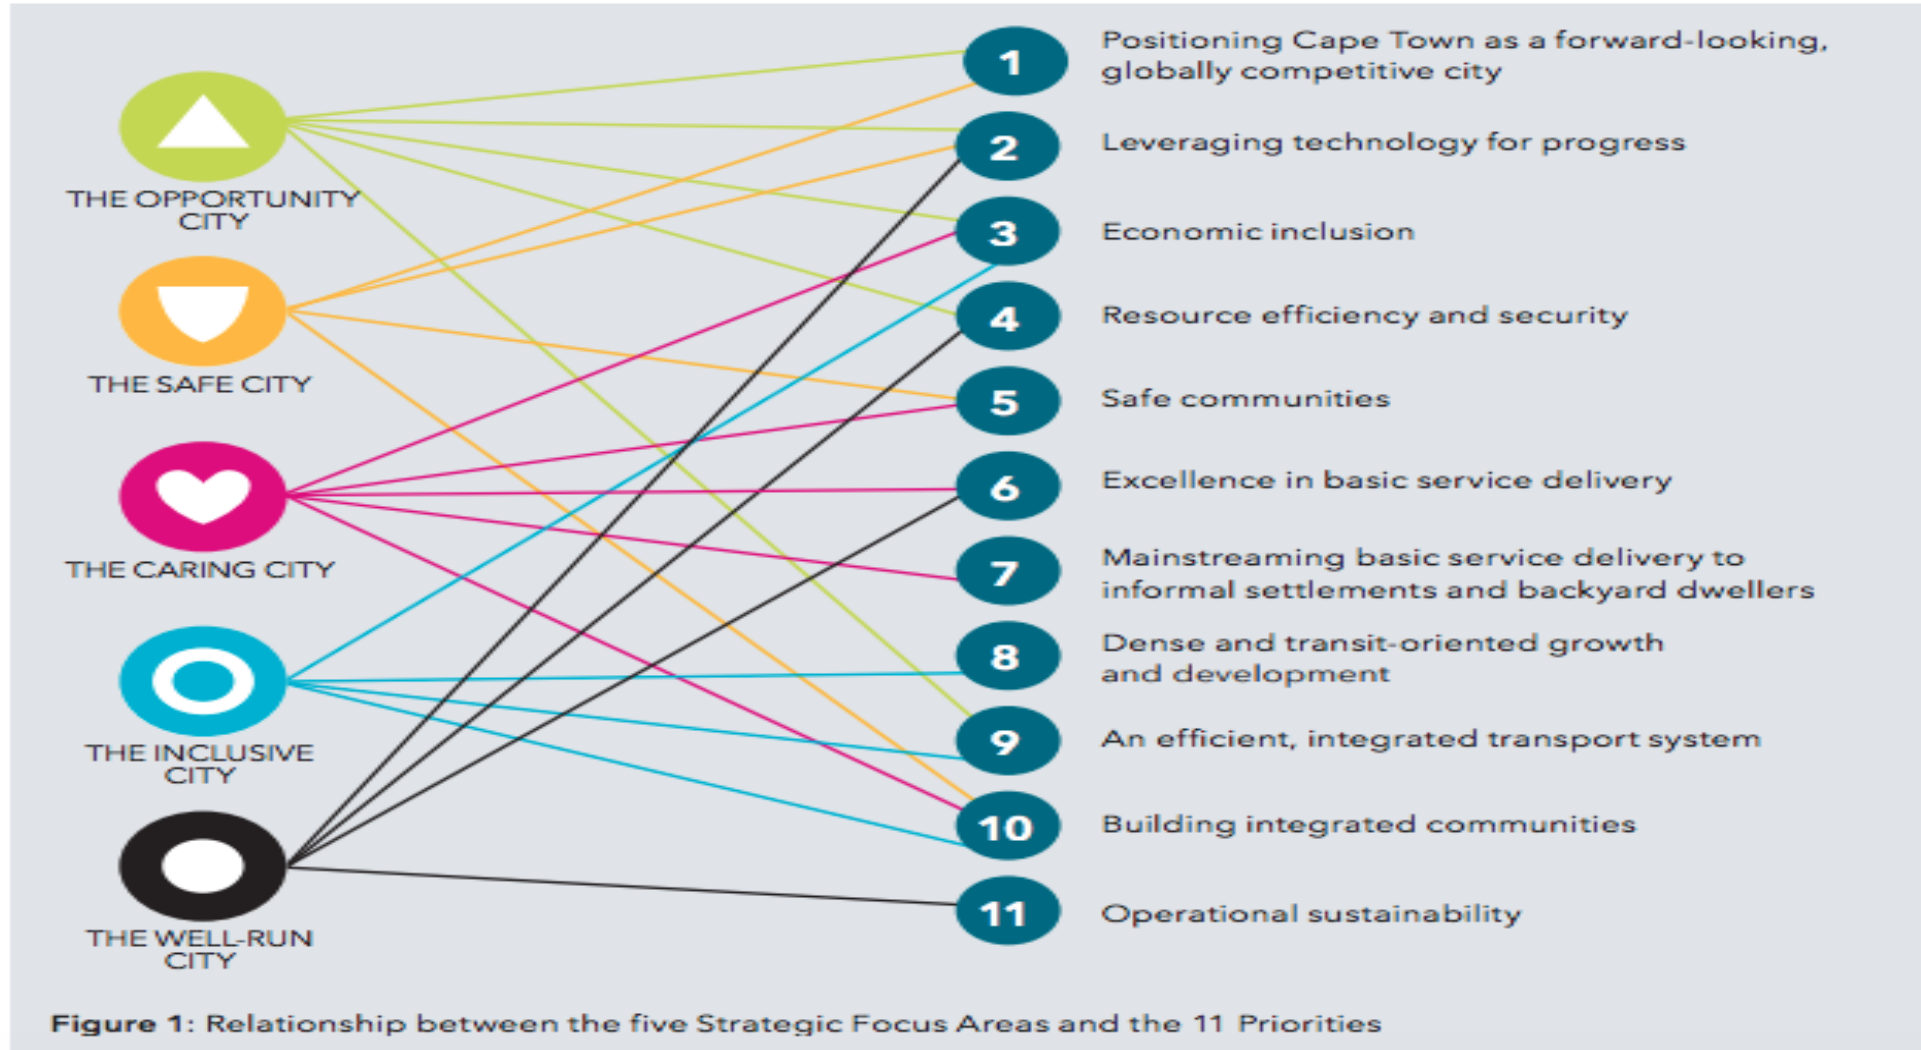 THE OPPORTUNITY
CITY
THE SAFE CITY
THE CARING CITY
THE INCLUSIVE
CITY
THE WELL-RUN
CITY
1
Positioning Cape Town as a forward-looking,
globally competitive city
2
Leveraging technology for progress
3
Economic inclusion
4
Resource efficiency and security
5
Safe communities
6
Excellence in basic service delivery
7
Mainstreaming basic service delivery to
informal settlements and backyard dwellers
8
Dense and transit-oriented growth
and development
9
An efficient, integrated transport system
10
Building integrated communities
11
Operational sustainability
Figure 1: Relationship between the five Strategic Focus Areas and the 11 Priorities